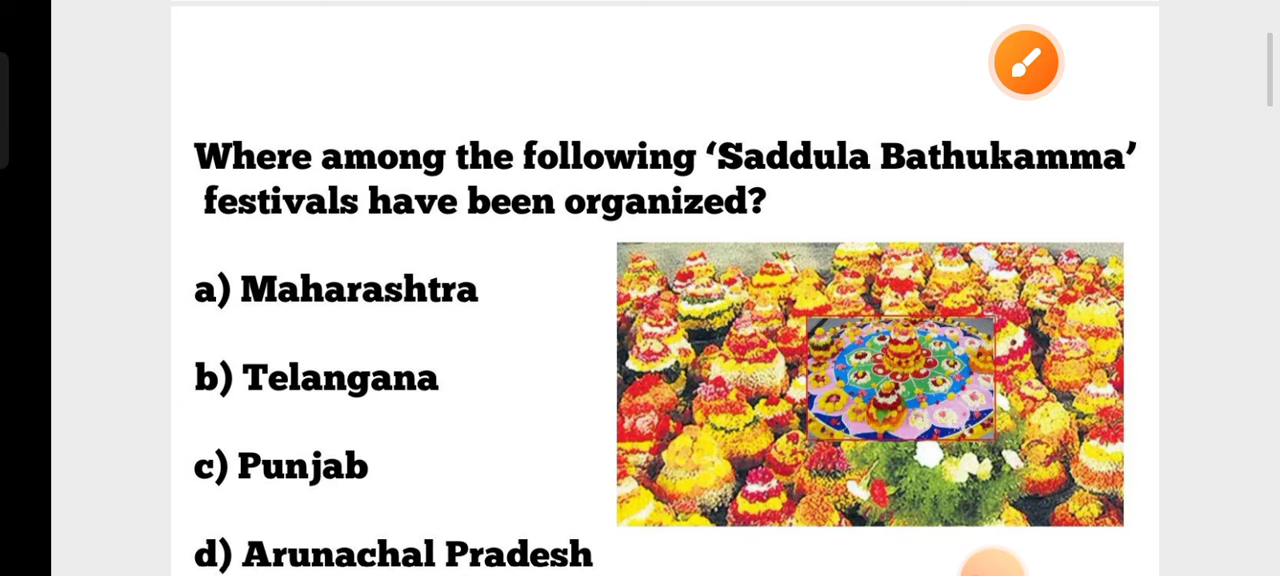 Where among the following ‘Saddula Bathukamma’
festivals have been organized?
a) Maharashtra
b) Telangana
c) Punjab
d) Arunachal Pradesh